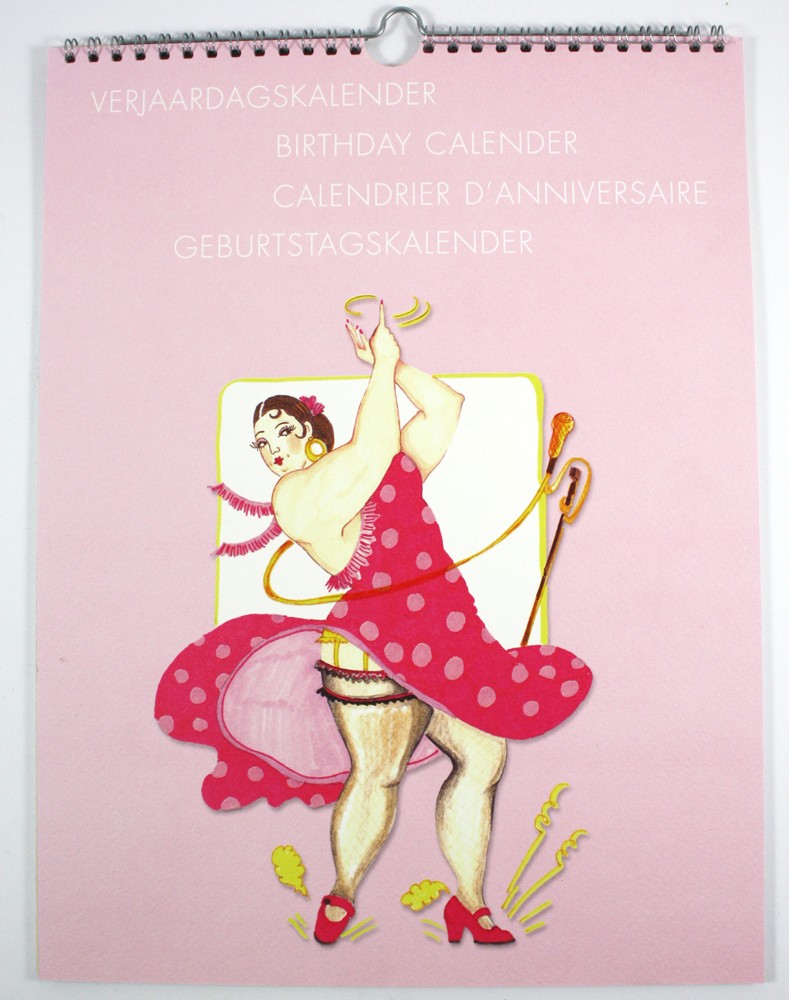 VERJAARDAGSKALENDER
BIRTHDAY CALENDER
CALENDRIER D'ANNIVERSAIRE
GEBURTSTAGSKALENDER